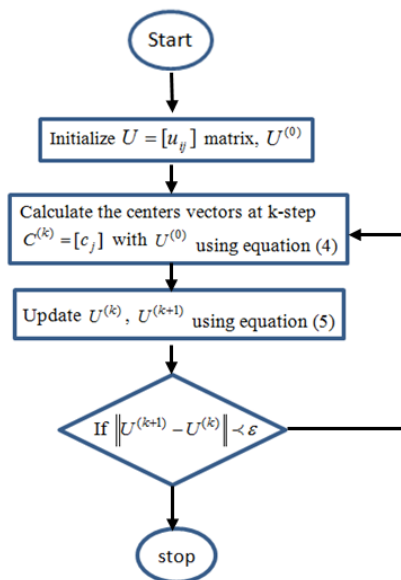 Start
Initialize U = [u_ij] matrix, U^(0)
Calculate the centers vectors at k-step
C^(k) = [c_j] with U^(0) using equation (4)
Update U^(k), U^(k+1) using equation (5)
If ‖U^(k+1) − U^(k)‖ ≺ ε
stop